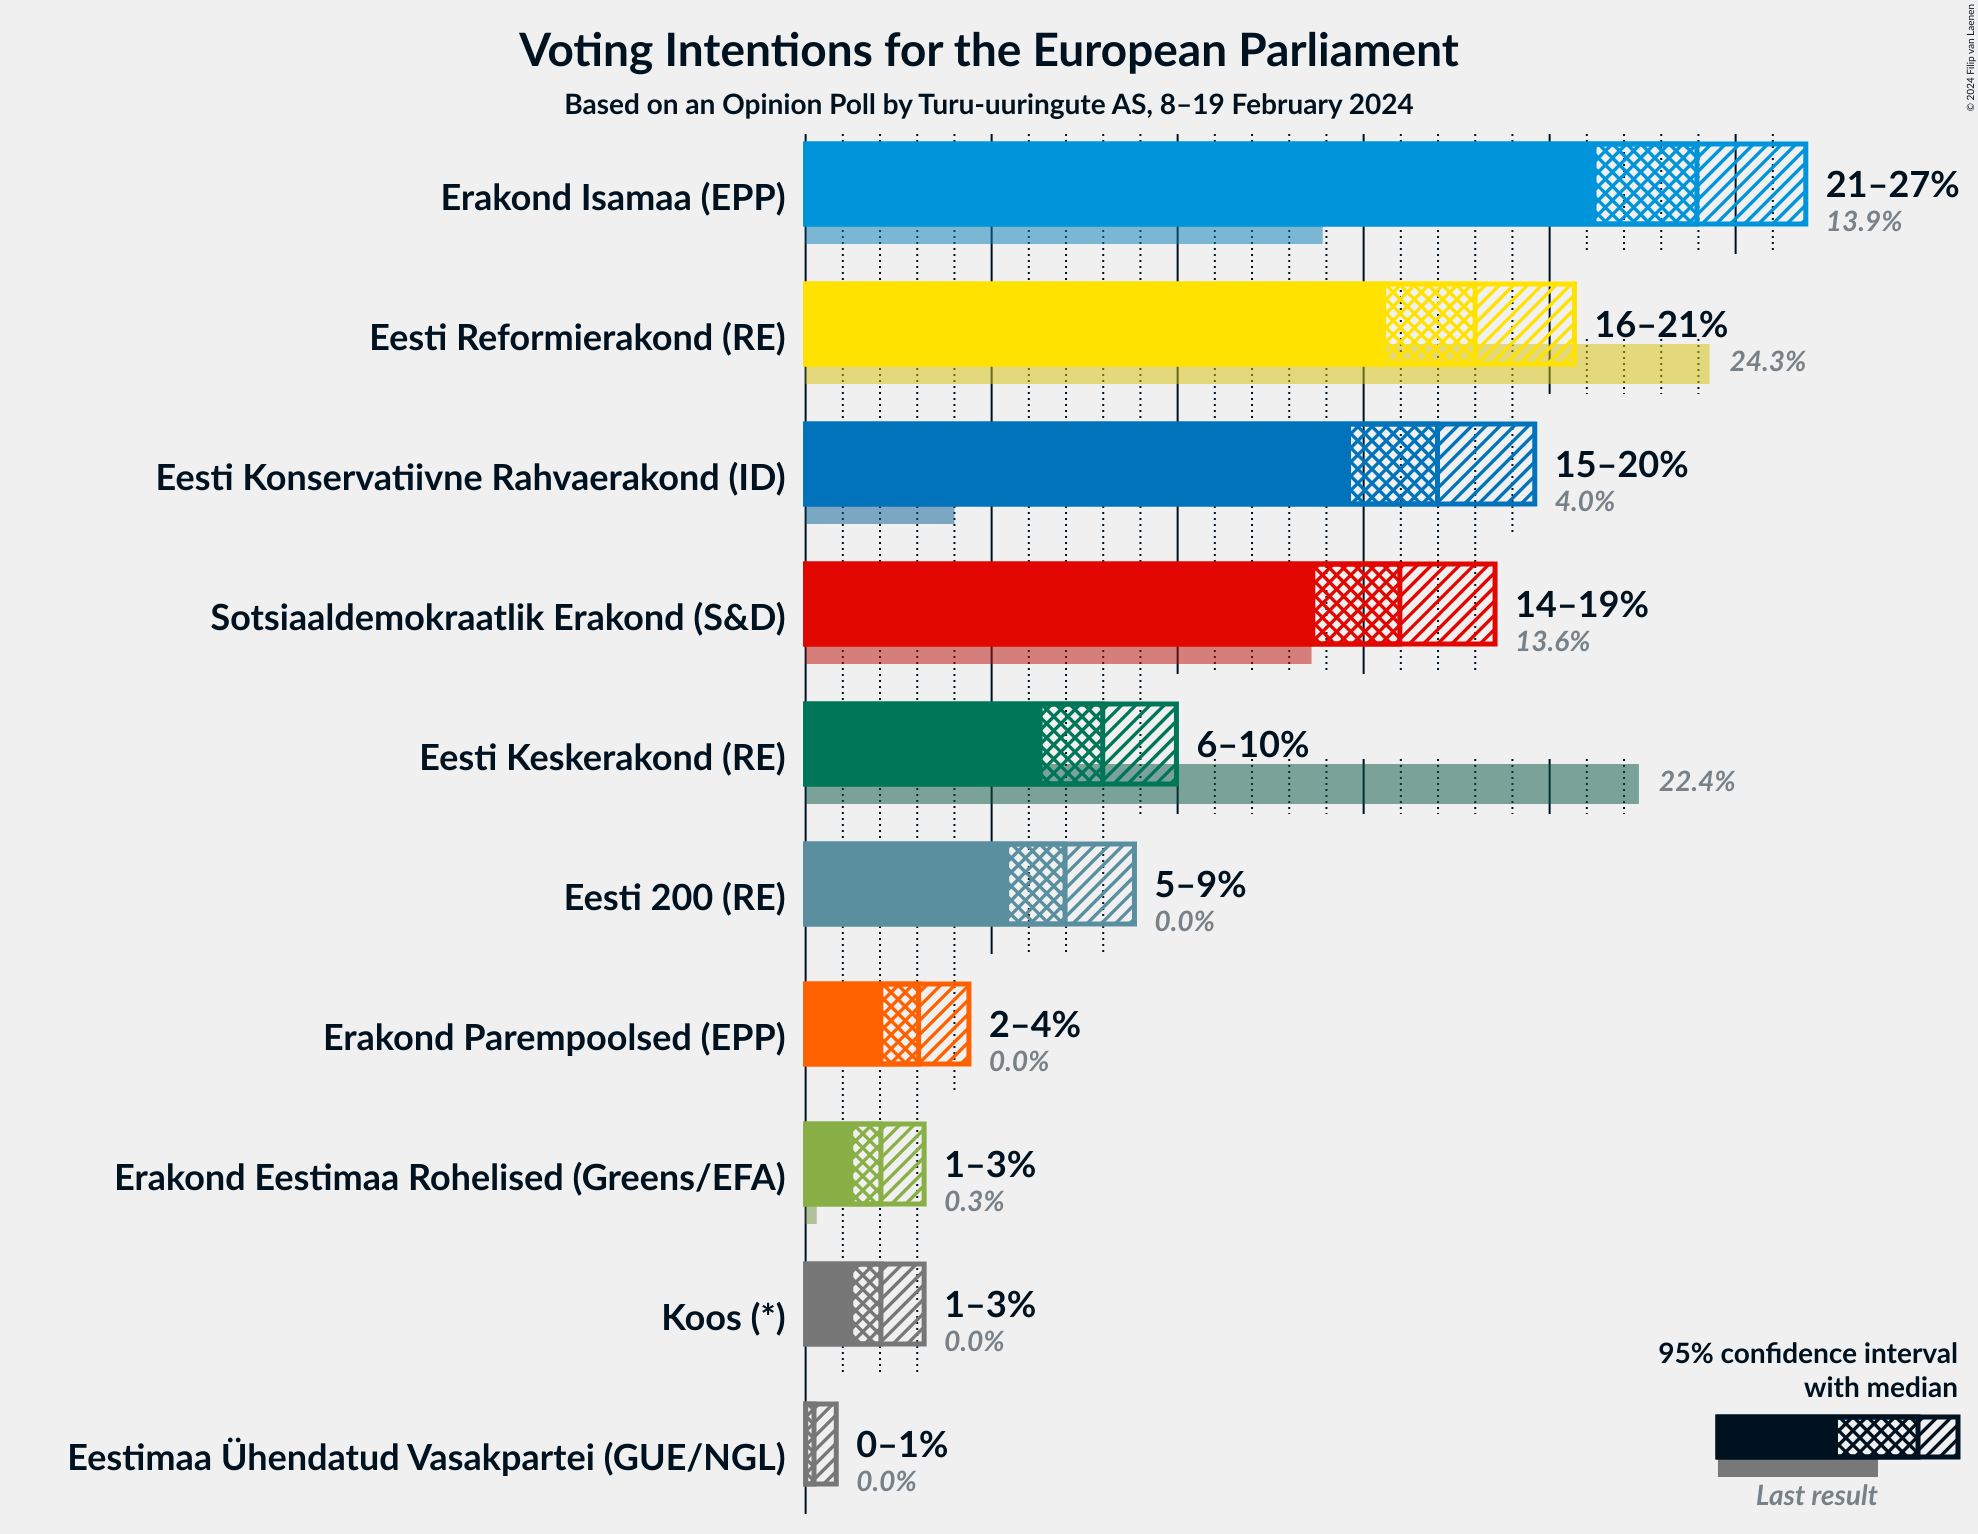 Voting Intentions for the European Parliament
Based on an Opinion Poll by Turu-uuringute AS, 8–19 February 2024
© 2024 Filip van Laenen
Erakond Isamaa (EPP)
21–27%
13.9%
Eesti Reformierakond (RE)
16–21%
24.3%
Eesti Konservatiivne Rahvaerakond (ID)
15–20%
4.0%
Sotsiaaldemokraatlik Erakond (S&D)
14–19%
13.6%
Eesti Keskerakond (RE)
6–10%
22.4%
Eesti 200 (RE)
5–9%
0.0%
Erakond Parempoolsed (EPP)
2–4%
0.0%
Erakond Eestimaa Rohelised (Greens/EFA)
1–3%
0.3%
Koos (*)
1–3%
0.0%
Eestimaa Ühendatud Vasakpartei (GUE/NGL)
0–1%
0.0%
95% confidence interval
with median
Last result